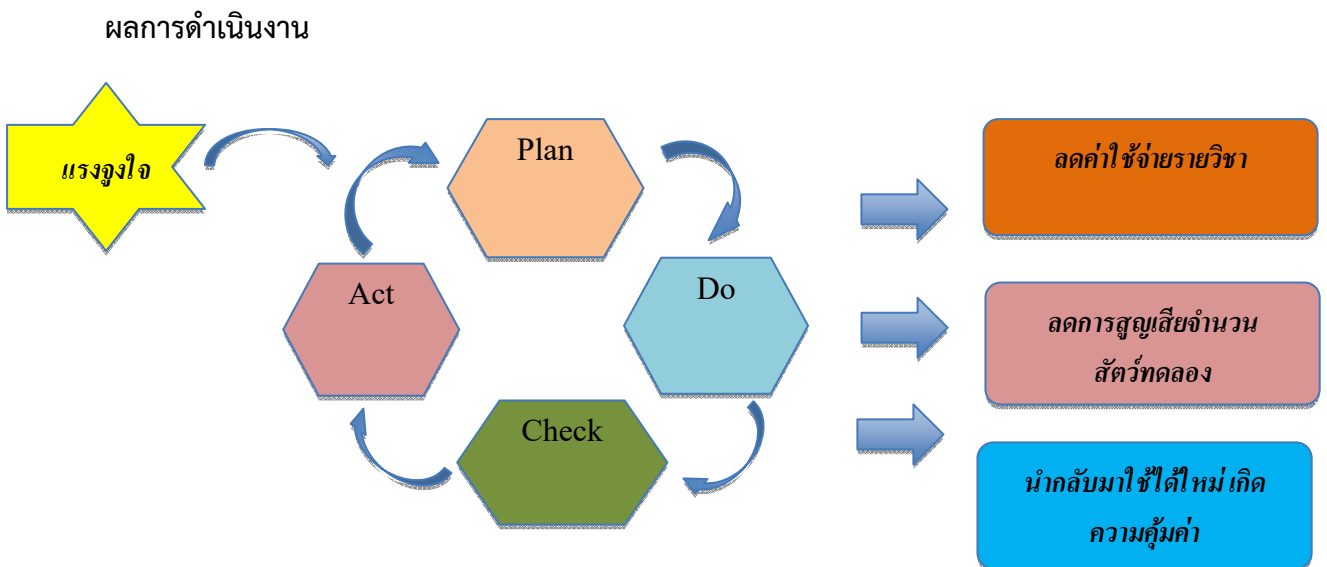 ผลการดำเนินงาน
แรงจูงใจ
Plan
Do
Check
Act
ลดค่าใช้จ่ายรายวิชา
ลดการสูญเสียจำนวน
สัตว์ทดลอง
นำกลับมาใช้ได้ใหม่ เกิด
ความคุ้มค่า